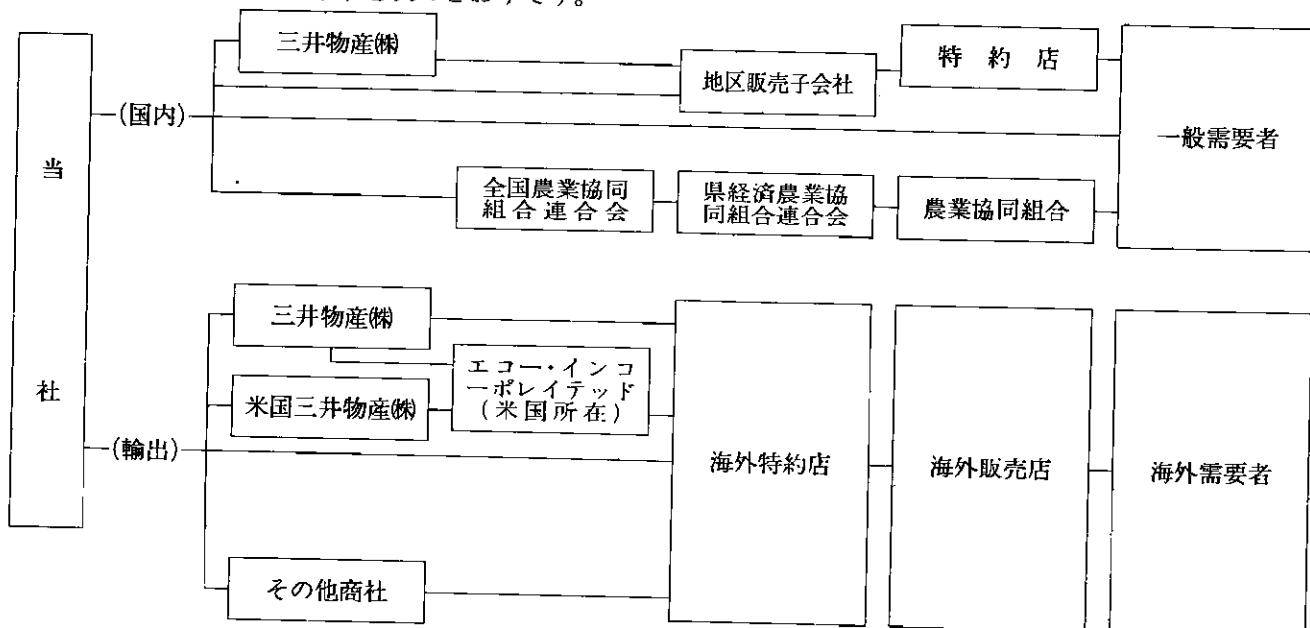 とおりです。
三井物産㈱
特約店
地区販売子会社
(国内)
一般需要者
当社
全国農業協同
組合連合会
県経済農業協
同組合連合会
農業協同組合
三井物産㈱
エコー・インコ
ーポレイテッド
(米国所在)
米国三井物産㈱
(輸出)
海外特約店
海外販売店
海外需要者
その他商社